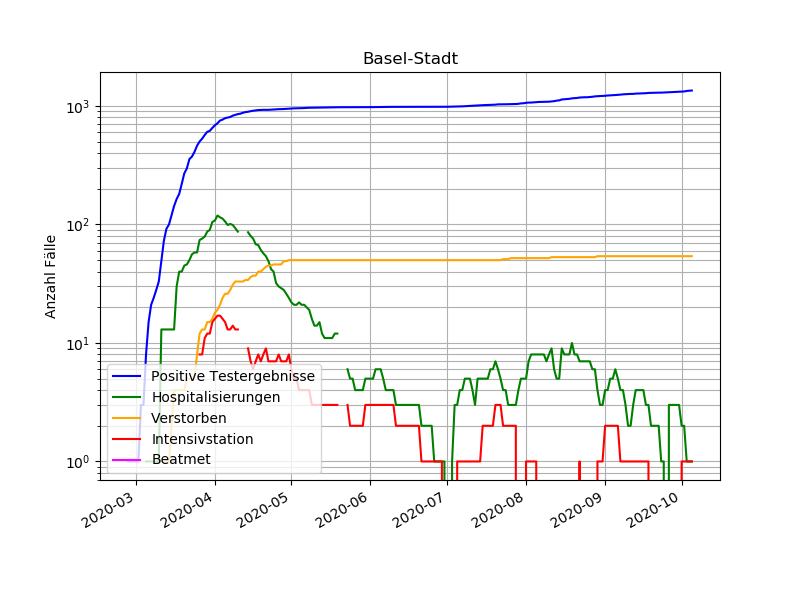 Basel-Stadt
Anzahl Fälle
10³
10²
10¹
10⁰
Positive Testergebnisse
Hospitalisierungen
Verstorben
Intensivstation
Beatmet
2020-03
2020-04
2020-05
2020-06
2020-07
2020-08
2020-09
2020-10